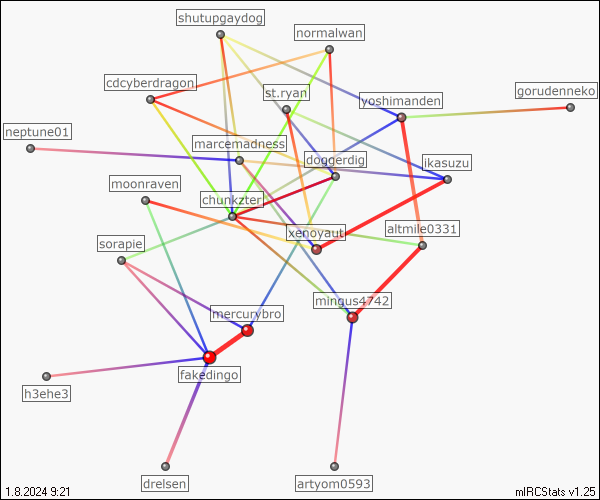 shutupgaydog
normalwan
cdcyberdragon
st.ryan
yoshimanden
gorudenneko
neptune01
marcemadness
doggerdig
ikasuzu
moonraven
chunkzter
xenoyaut
altmile0331
sorapie
mercurybro
mingus4742
fakedingo
h3ehe3
drelsen
artyom0593
1.8.2024 9:21
mIRCStats v1.25